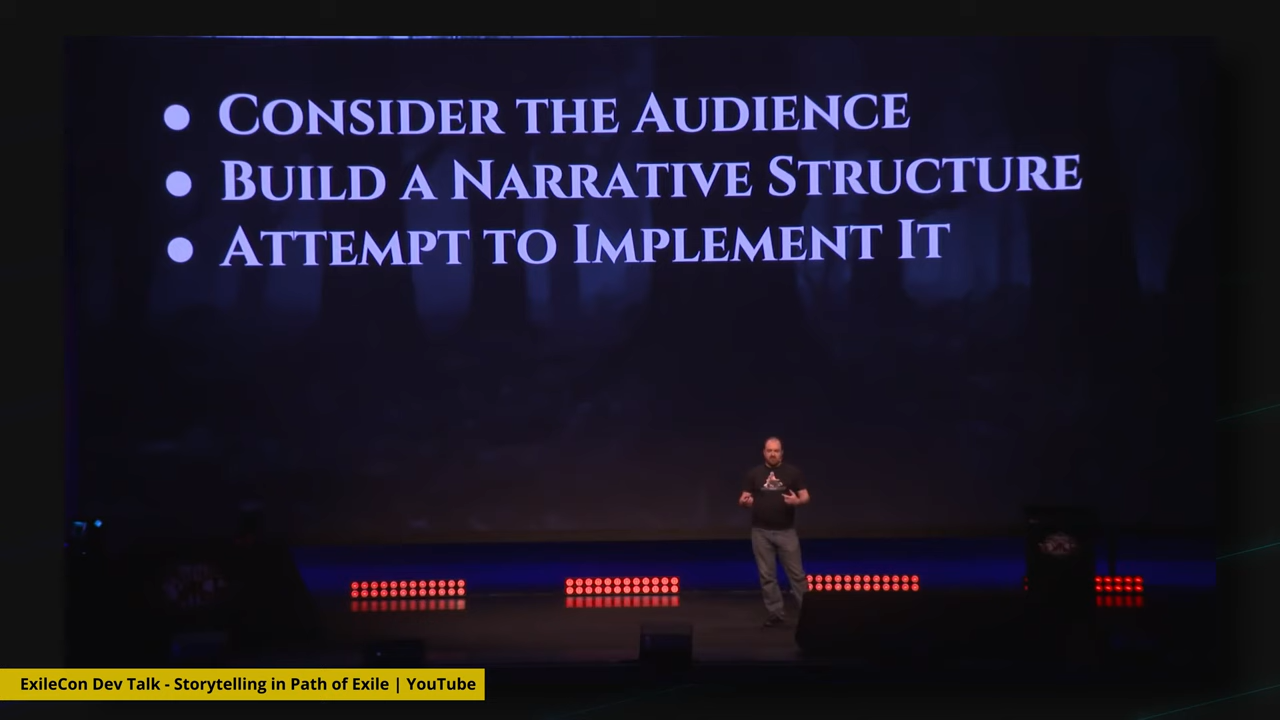 ● Consider the Audience
● Build a Narrative Structure
● Attempt to Implement It
ExileCon Dev Talk - Storytelling in Path of Exile | YouTube